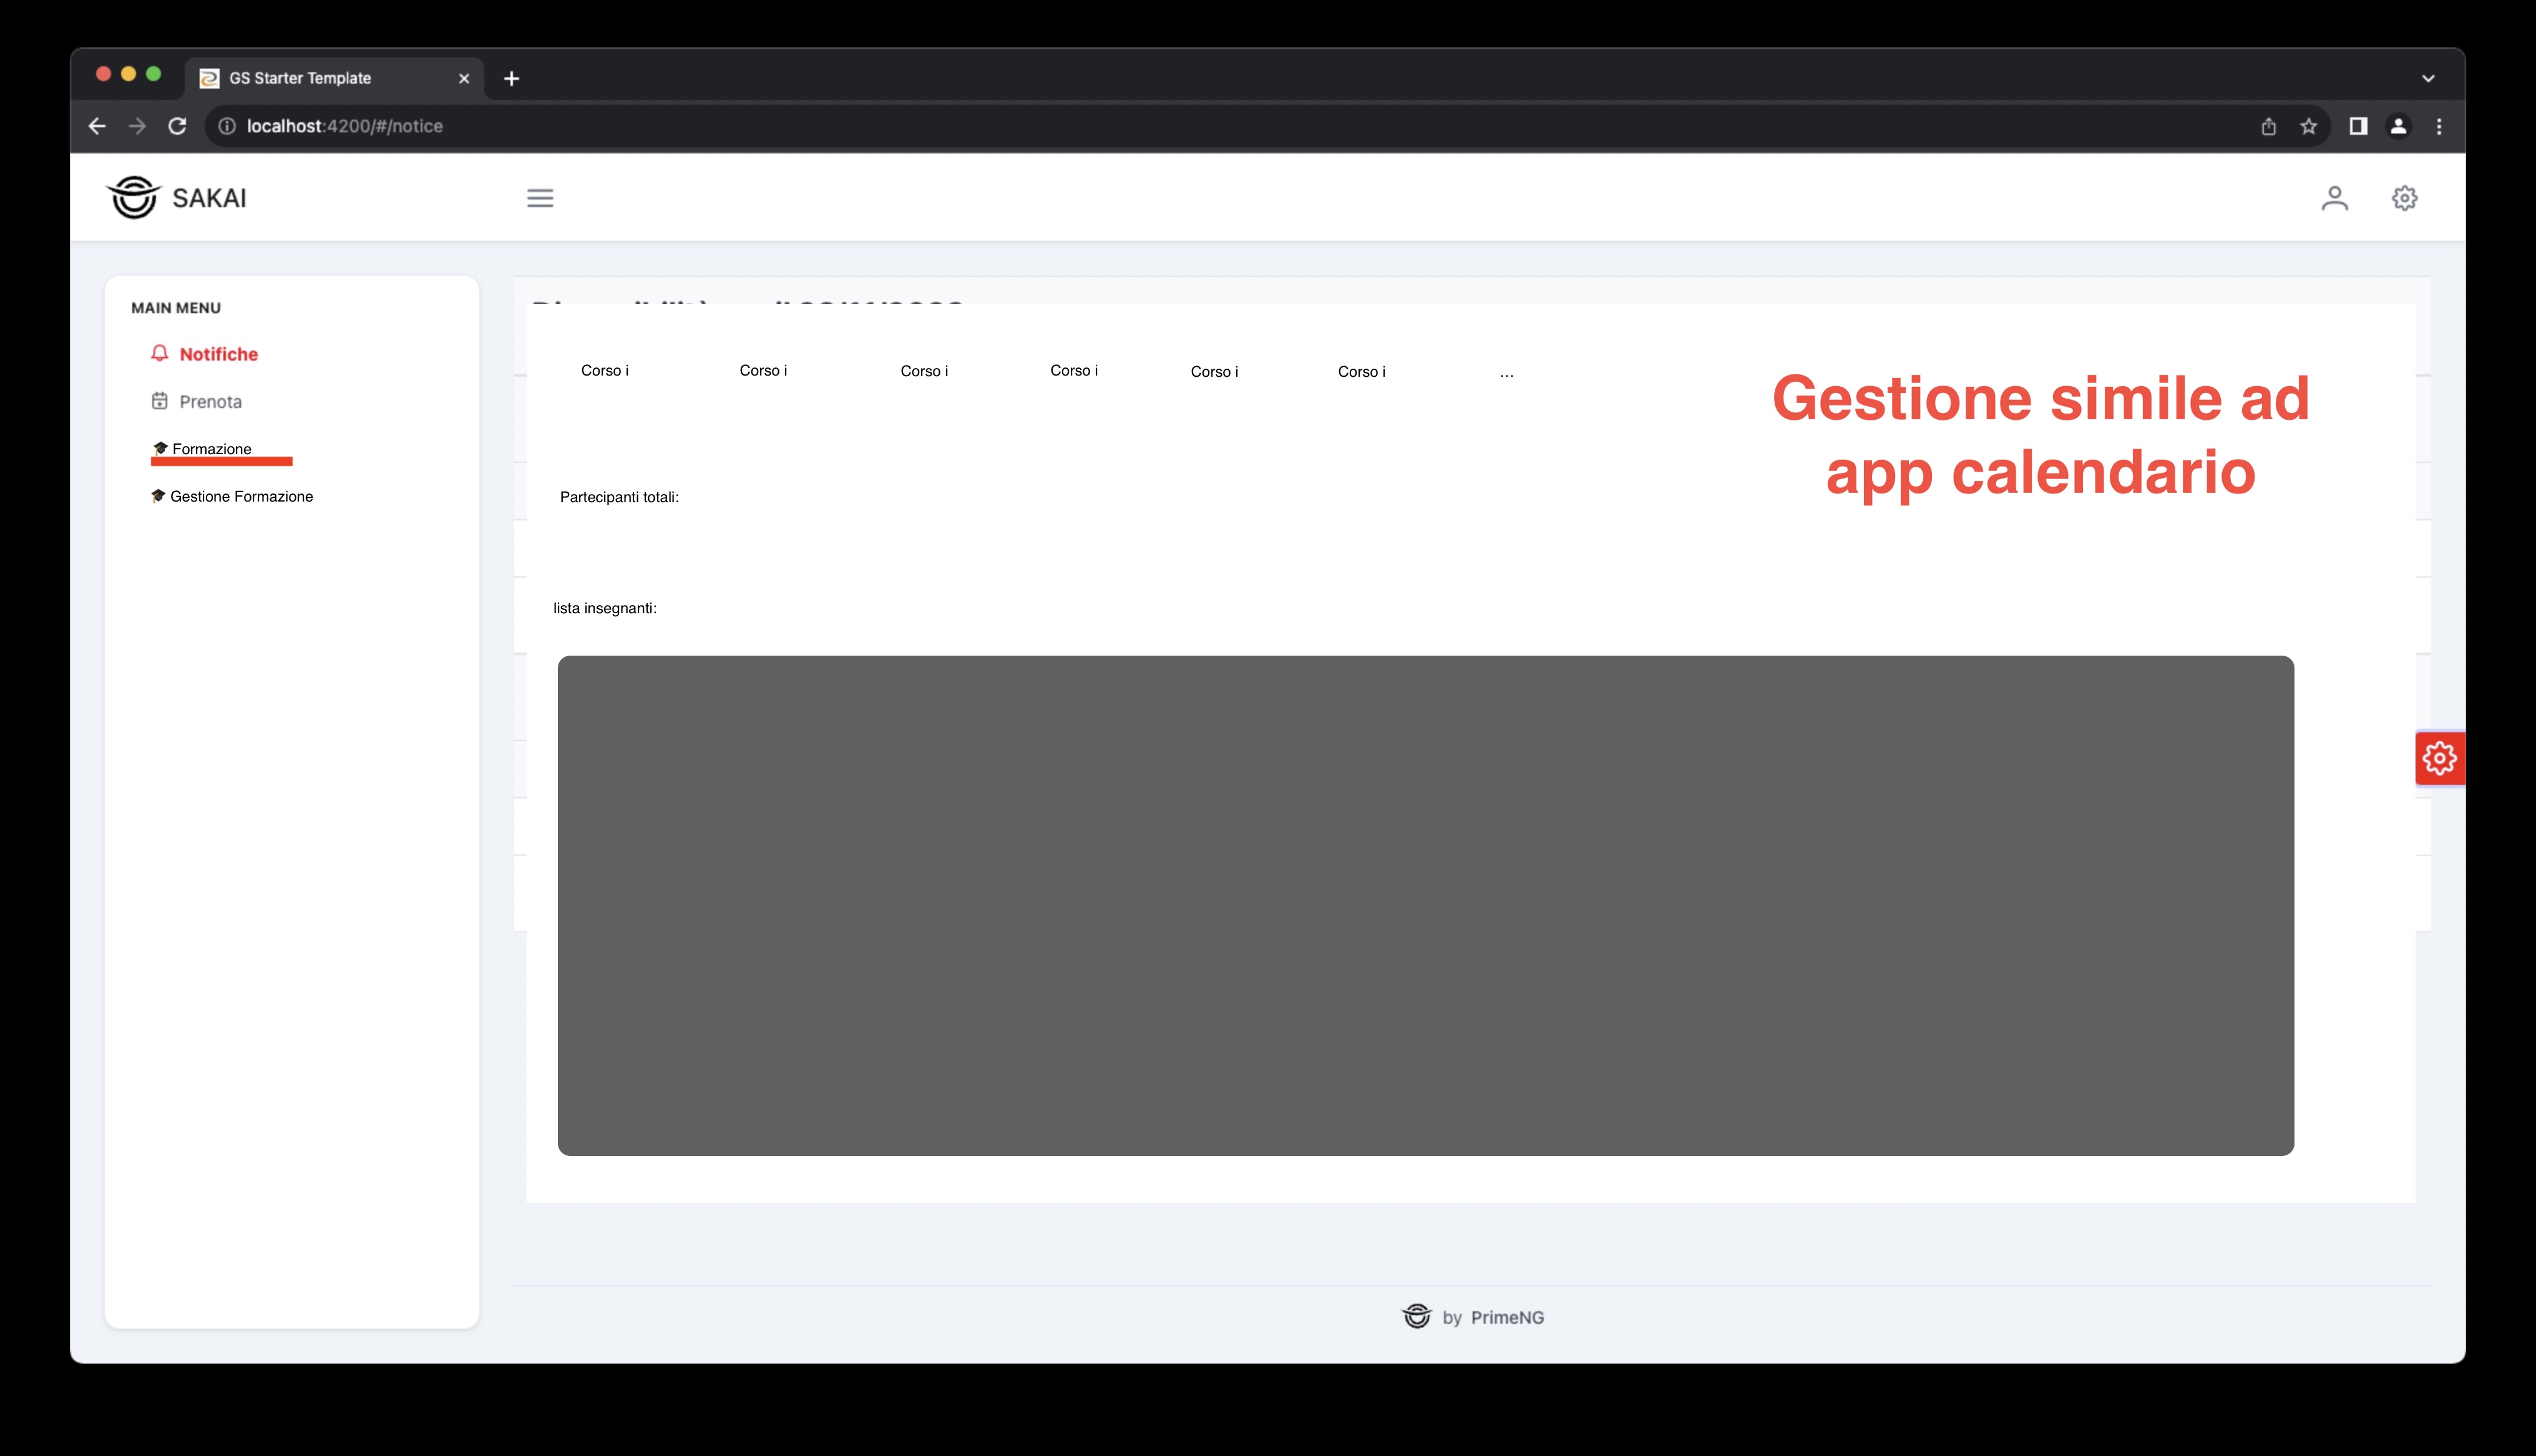 GS Starter Template
localhost:4200/#/notice
SAKAI
MAIN MENU
Notifiche
Prenota
Formazione
Gestione Formazione
Corso i Corso i Corso i Corso i Corso i Corso i ...
Gestione simile ad
app calendario
Partecipanti totali:
lista insegnanti:
by PrimeNG